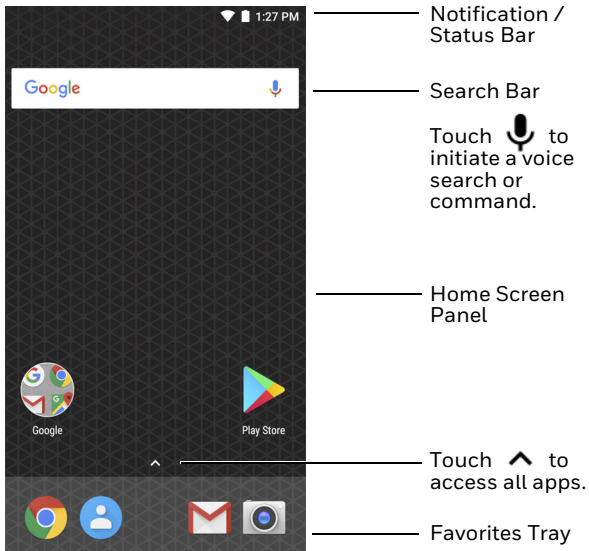 1:27 PM
Notification /
Status Bar
Google
Search Bar
Touch to
initiate a voice
search or
command.
Home Screen
Panel
Google
Play Store
Touch to
access all apps.
Favorites Tray